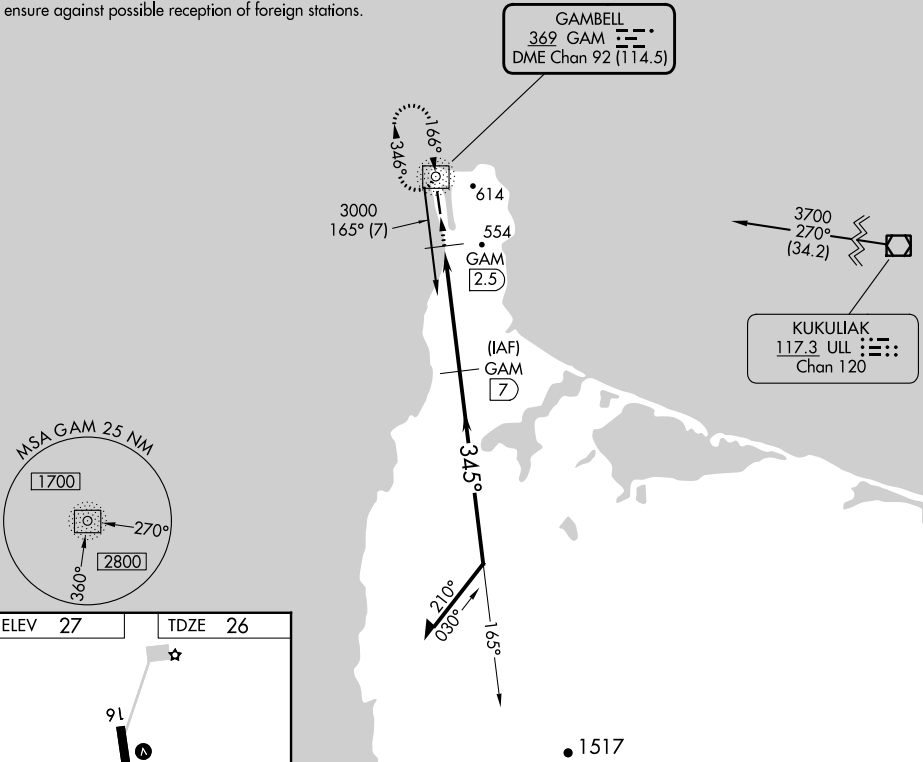 ensure against possible reception of foreign stations.
GAMBELL
369 GAM
DME Chan 92 (114.5)
166°
346°
614
3000
165° (7)
554
GAM
2.5
3700
270°
(34.2)
KUKULIAK
117.3 ULL
Chan 120
(IAF)
GAM
7
MSA GAM 25 NM
1700
270°
2800
360°
345°
210°
030°
165°
ELEV 27
TDZE 26
16
V
1517